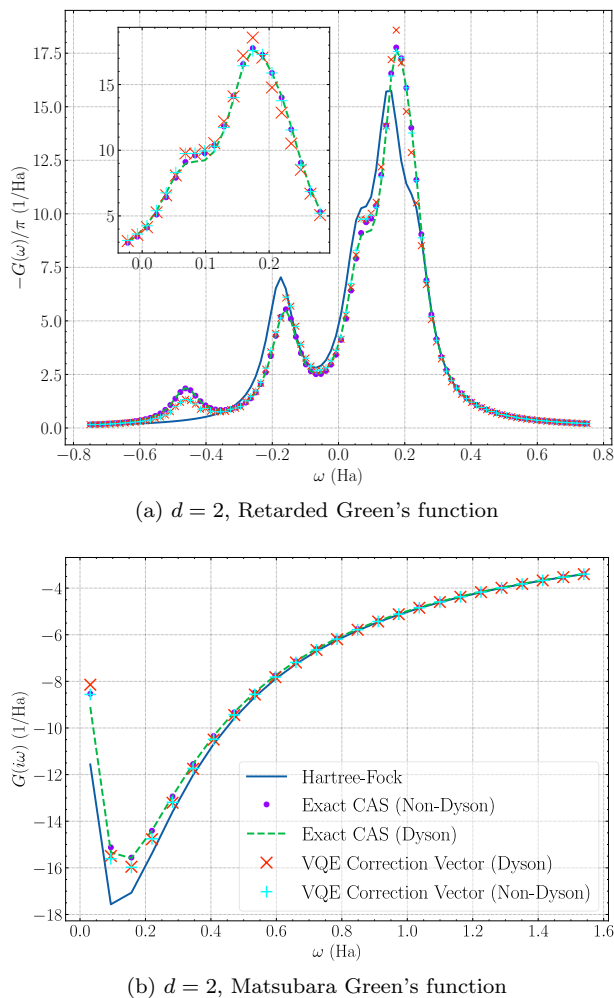 17.5
15.0
12.5
10.0
7.5
5.0
2.5
0.0
−G(ω)/π (1/Ha)
15
10
5
0.0 0.1 0.2
−0.8 −0.6 −0.4 −0.2 0.0 0.2 0.4 0.6 0.8
ω (Ha)
(a) d = 2, Retarded Green's function
−4
−6
−8
−10
−12
−14
−16
−18
G(iω) (1/Ha)
Hartree-Fock
Exact CAS (Non-Dyson)
Exact CAS (Dyson)
VQE Correction Vector (Dyson)
VQE Correction Vector (Non-Dyson)
0.0 0.2 0.4 0.6 0.8 1.0 1.2 1.4 1.6
ω (Ha)
(b) d = 2, Matsubara Green's function